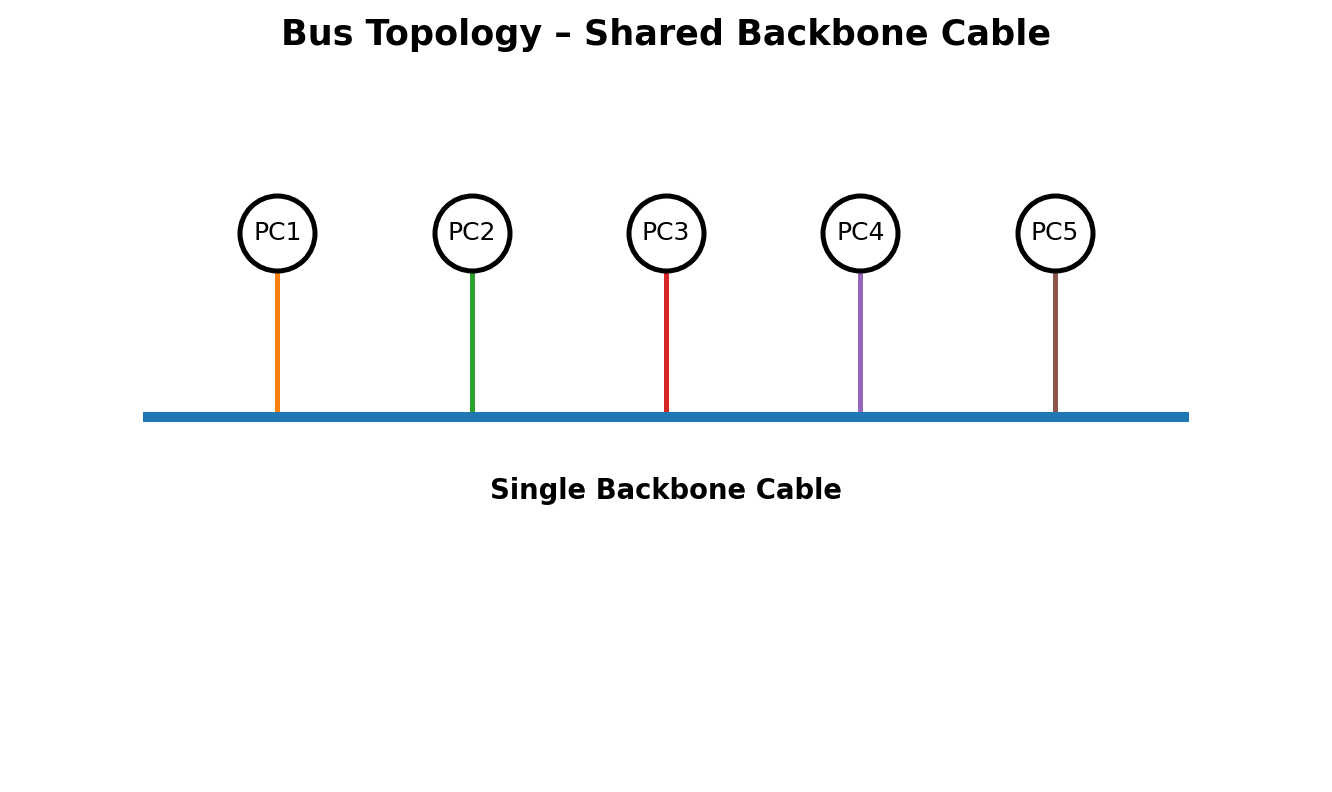 Bus Topology – Shared Backbone Cable
PC1 PC2 PC3 PC4 PC5
Single Backbone Cable